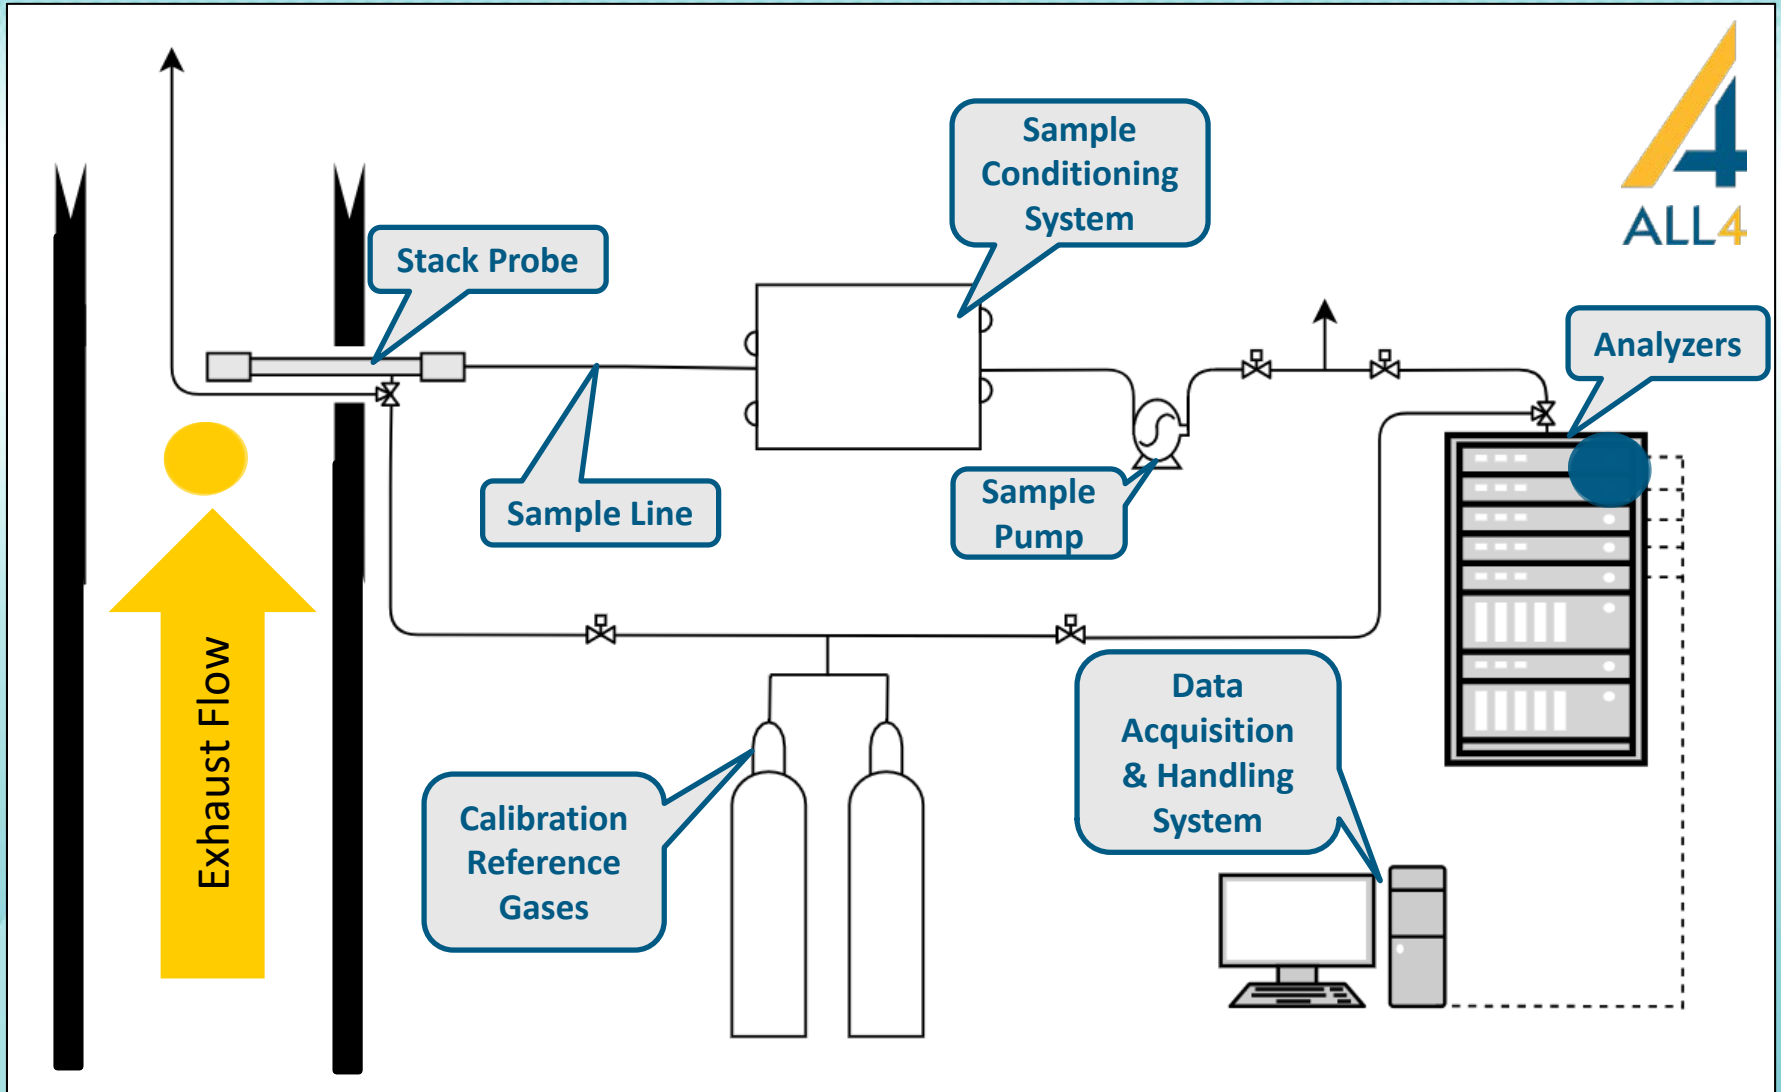 Sample
Conditioning
System
ALL4
Stack Probe
Analyzers
Sample Line
Sample
Pump
Exhaust Flow
Data
Acquisition
& Handling
System
Calibration
Reference
Gases